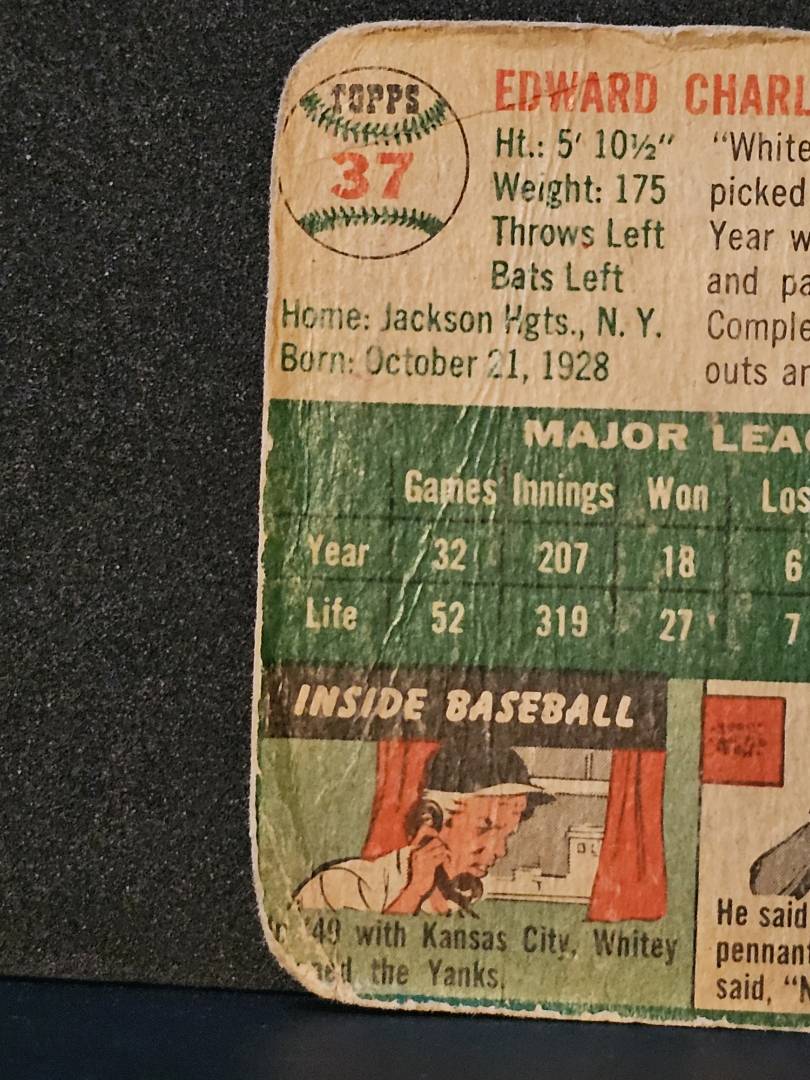 TOPPS
37
EDWARD CHARL
Ht.: 5' 10½"
Weight: 175
Throws Left
Bats Left
Home: Jackson Hgts., N. Y.
Born: October 21, 1928
"White
picked
Year w
and pa
Comple
outs an
MAJOR LEAG
Games Innings Won Los
Year 32 207 18 6
Life 52 319 27 7
INSIDE BASEBALL
'49 with Kansas City, Whitey
the Yanks.
He said
pennant
said, "N